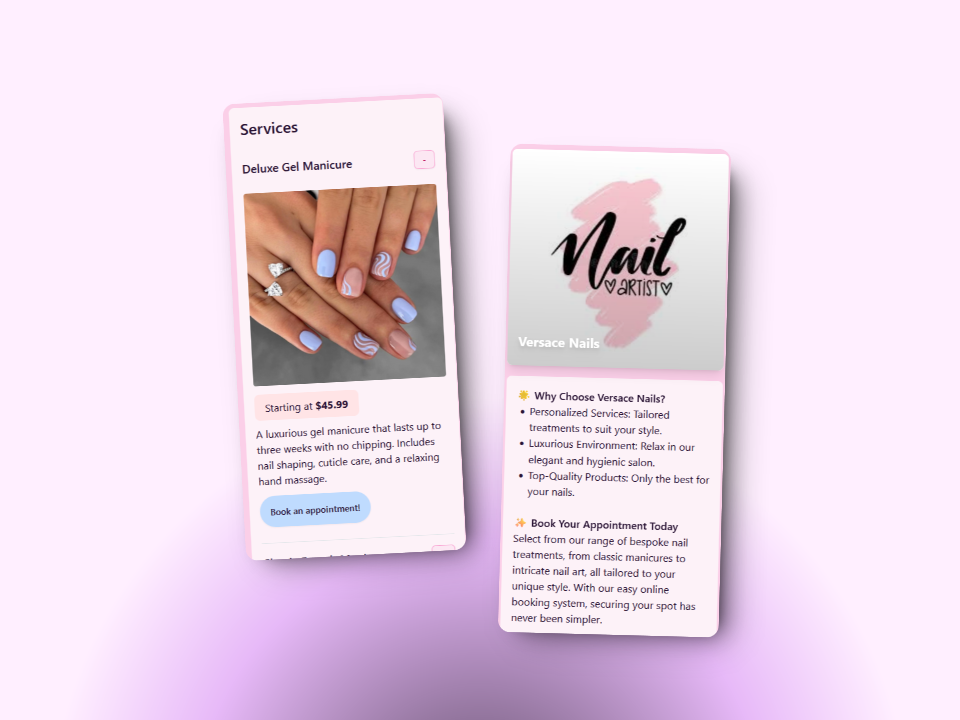 Services
Deluxe Gel Manicure
-
Starting at $45.99
A luxurious gel manicure that lasts up to
three weeks with no chipping. Includes
nail shaping, cuticle care, and a relaxing
hand massage.
Book an appointment!
Nail
ARTIST
Versace Nails
🌟 Why Choose Versace Nails?
• Personalized Services: Tailored
treatments to suit your style.
• Luxurious Environment: Relax in our
elegant and hygienic salon.
• Top-Quality Products: Only the best for
your nails.
✨ Book Your Appointment Today
Select from our range of bespoke nail
treatments, from classic manicures to
intricate nail art, all tailored to your
unique style. With our easy online
booking system, securing your spot has
never been simpler.